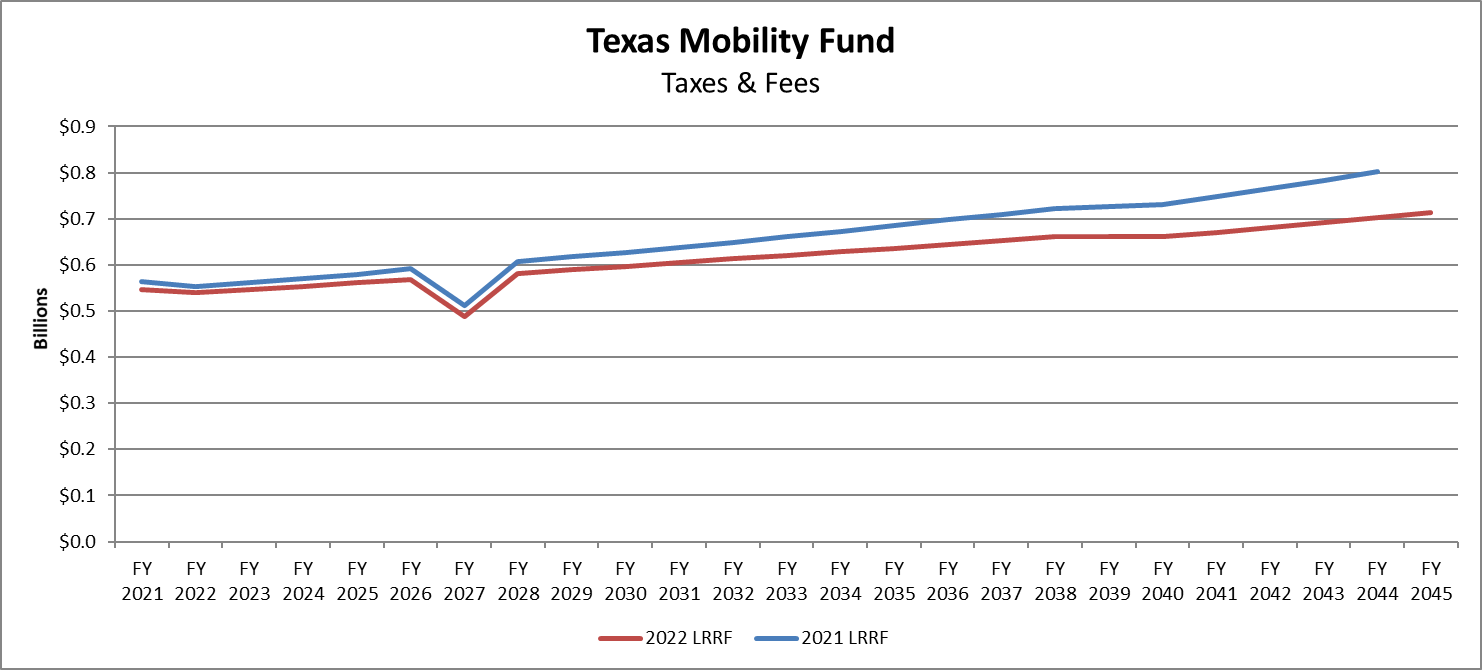 Texas Mobility Fund
Taxes & Fees
Billions
$0.9
$0.8
$0.7
$0.6
$0.5
$0.4
$0.3
$0.2
$0.1
$0.0
FY 2021
FY 2022
FY 2023
FY 2024
FY 2025
FY 2026
FY 2027
FY 2028
FY 2029
FY 2030
FY 2031
FY 2032
FY 2033
FY 2034
FY 2035
FY 2036
FY 2037
FY 2038
FY 2039
FY 2040
FY 2041
FY 2042
FY 2043
FY 2044
FY 2045
2022 LRRF
2021 LRRF